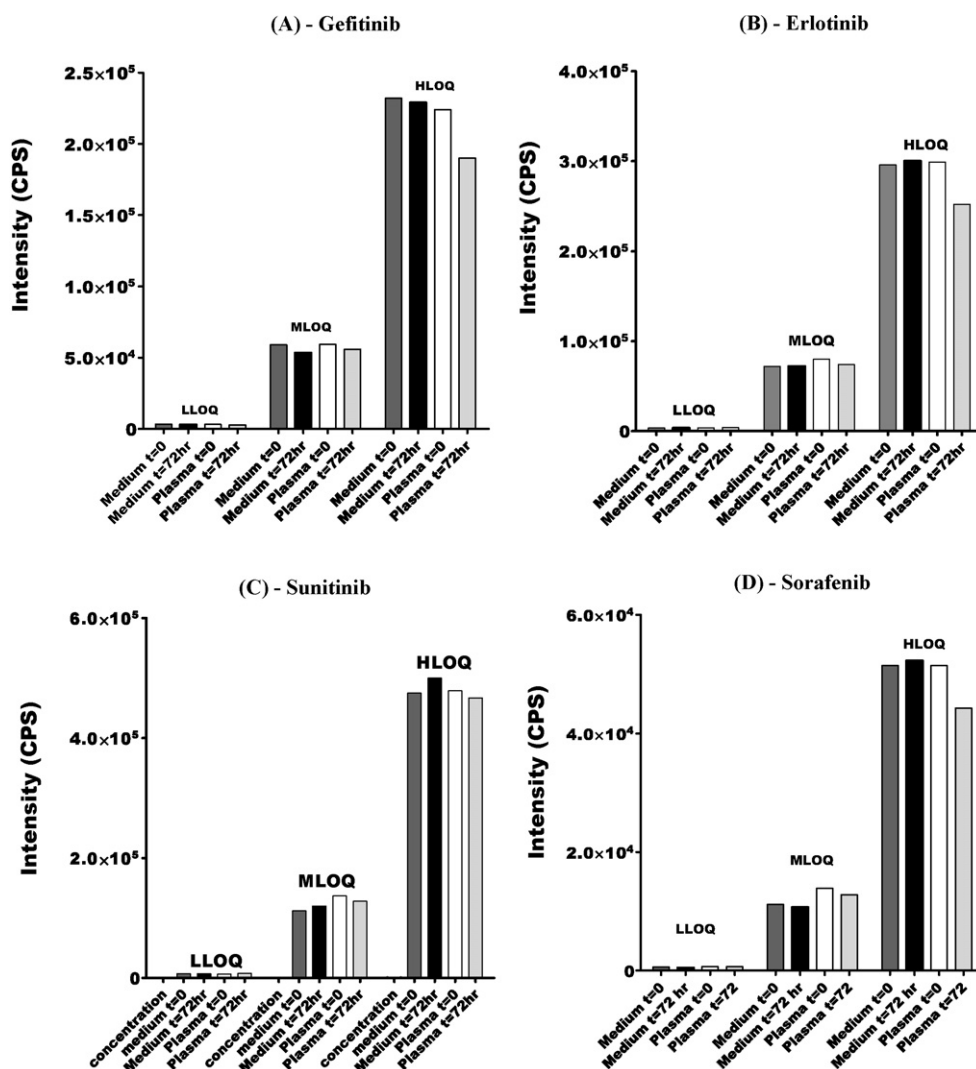 (A) - Gefitinib
Intensity (CPS)
2.5×10⁵
2.0×10⁵
1.5×10⁵
1.0×10⁵
5.0×10⁴
0
LLOQ
MLOQ
HLOQ
Medium t=0
Medium t=72hr
Plasma t=0
Plasma t=72hr
Medium t=0
Medium t=72hr
Plasma t=0
Plasma t=72hr
Medium t=0
Medium t=72hr
Plasma t=0
Plasma t=72hr
(B) - Erlotinib
Intensity (CPS)
4.0×10⁵
3.0×10⁵
2.0×10⁵
1.0×10⁵
0
LLOQ
MLOQ
HLOQ
Medium t=0
Medium t=72hr
Plasma t=0
Plasma t=72hr
Medium t=0
Medium t=72hr
Plasma t=0
Plasma t=72hr
Medium t=0
Medium t=72hr
Plasma t=0
Plasma t=72hr
(C) - Sunitinib
Intensity (CPS)
6.0×10⁵
4.0×10⁵
2.0×10⁵
0
LLOQ
MLOQ
HLOQ
concentration
medium t=0
Medium t=72hr
Plasma t=0
Plasma t=72hr
concentration
medium t=0
Medium t=72hr
Plasma t=0
Plasma t=72hr
concentration
medium t=0
Medium t=72hr
Plasma t=0
Plasma t=72hr
(D) - Sorafenib
Intensity (CPS)
6.0×10⁴
4.0×10⁴
2.0×10⁴
0
LLOQ
MLOQ
HLOQ
Medium t=0
Medium t=72 hr
Plasma t=0
Plasma t=72
Medium t=0
Medium t=72 hr
Plasma t=0
Plasma t=72
Medium t=0
Medium t=72 hr
Plasma t=0
Plasma t=72